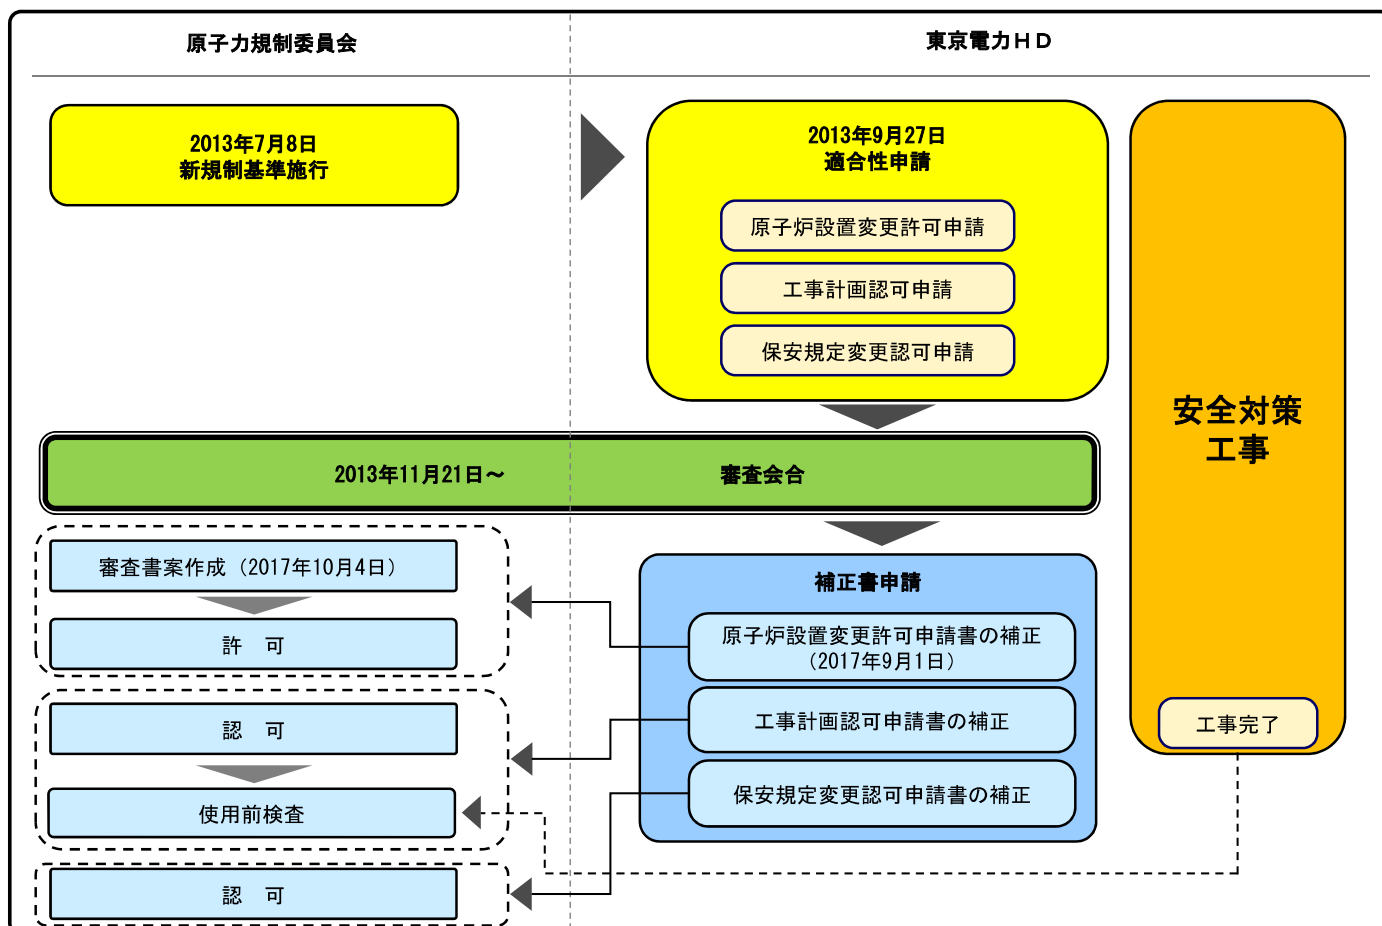 原子力規制委員会
東京電力HD
2013年7月8日
新規制基準施行
2013年9月27日
適合性申請
原子炉設置変更許可申請
工事計画認可申請
保安規定変更認可申請
安全対策
工事
2013年11月21日～ 審査会合
審査書案作成（2017年10月4日）
許 可
認 可
使用前検査
認 可
補正書申請
原子炉設置変更許可申請書の補正
（2017年9月1日）
工事計画認可申請書の補正
保安規定変更認可申請書の補正
工事完了